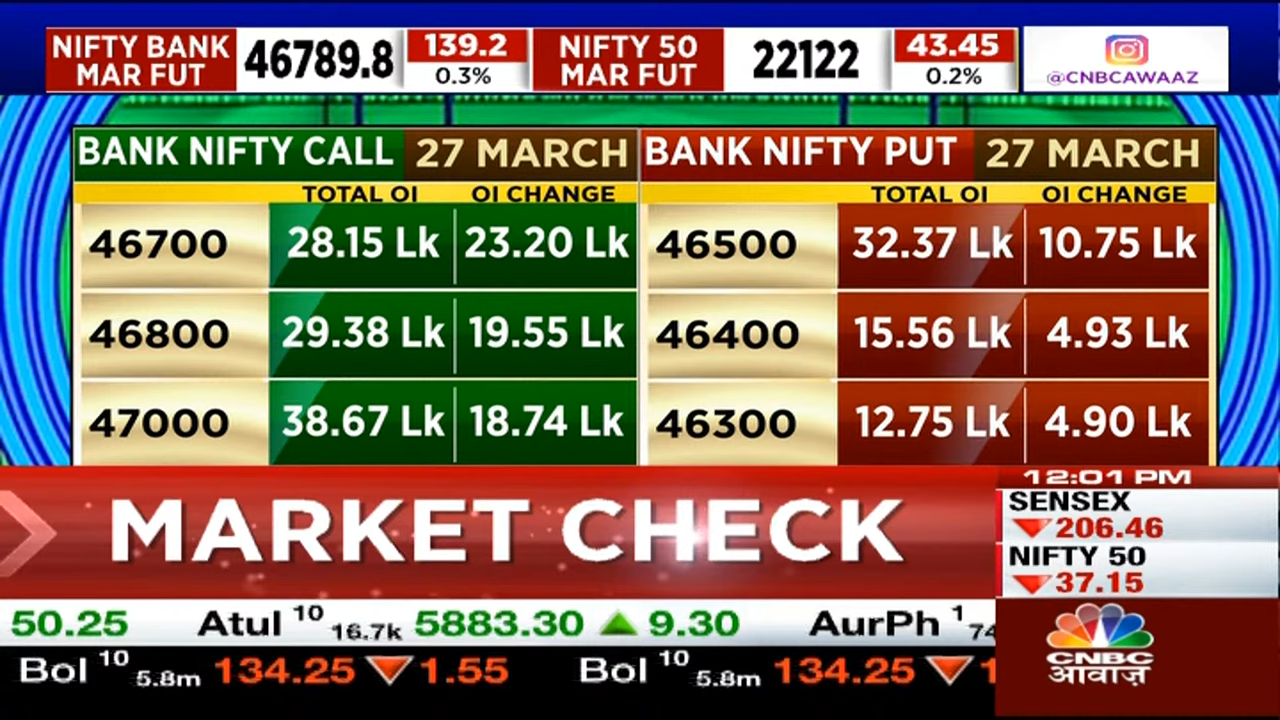 NIFTY BANK MAR FUT 46789.8 139.2 0.3% NIFTY 50 MAR FUT 22122 43.45 0.2% @CNBCAWAAZ
BANK NIFTY CALL 27 MARCH BANK NIFTY PUT 27 MARCH
TOTAL OI OI CHANGE TOTAL OI OI CHANGE
46700 28.15 Lk 23.20 Lk 46500 32.37 Lk 10.75 Lk
46800 29.38 Lk 19.55 Lk 46400 15.56 Lk 4.93 Lk
47000 38.67 Lk 18.74 Lk 46300 12.75 Lk 4.90 Lk
MARKET CHECK
12:01 PM
SENSEX
206.46
NIFTY 50
37.15
50.25 Atul 10 16.7k 5883.30 9.30 AurPh 1
BoI 10 5.8m 134.25 1.55 BoI 10 5.8m 134.25
CNBC
आवाज़